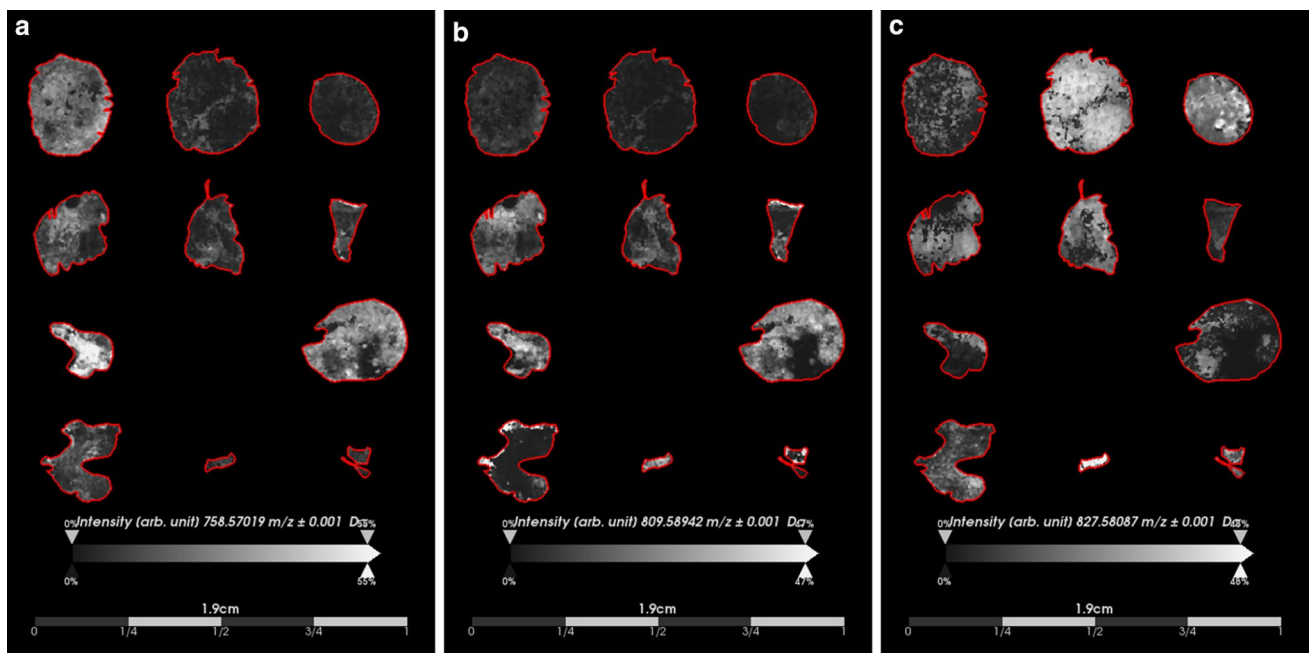 a
Intensity (arb. unit) 758.57019 m/z ± 0.001
0%
0%
55%
1.9cm
0 1/4 1/2 3/4 1
b
Intensity (arb. unit) 809.58942 m/z ± 0.001
0%
0%
47%
1.9cm
0 1/4 1/2 3/4 1
c
Intensity (arb. unit) 827.58087 m/z ± 0.001
0%
0%
48%
1.9cm
0 1/4 1/2 3/4 1